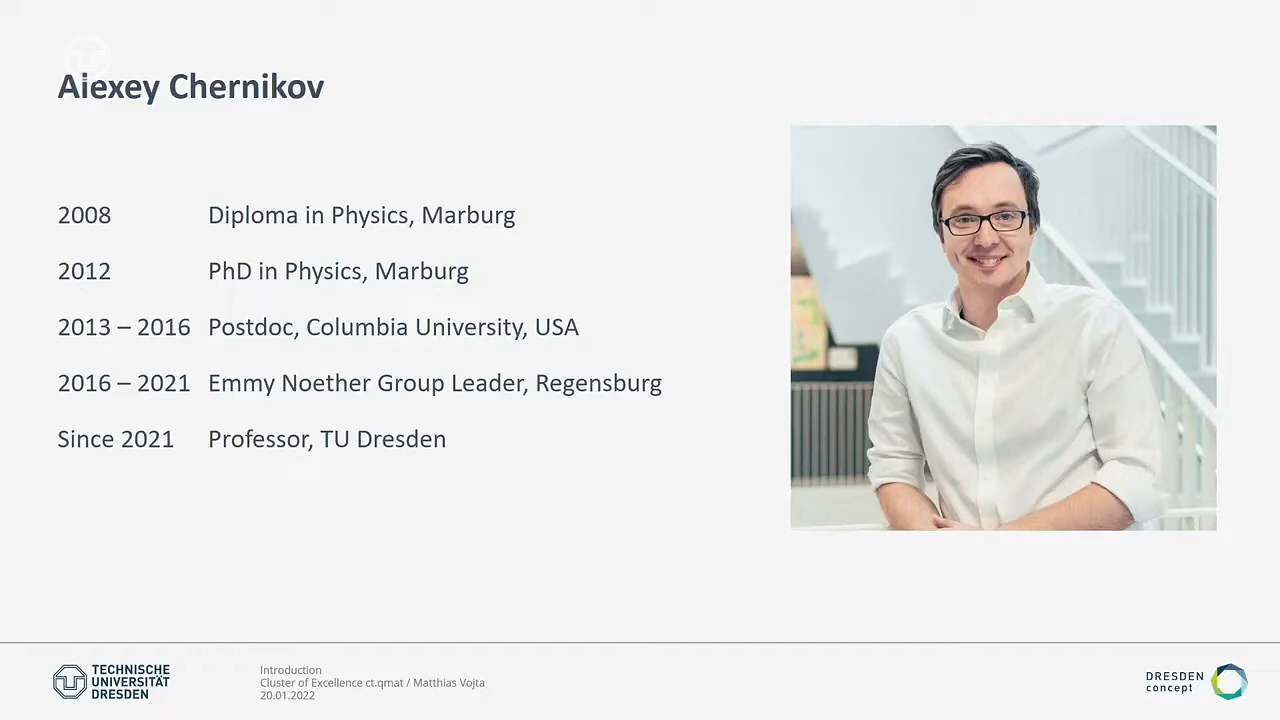 Alexey Chernikov
2008 Diploma in Physics, Marburg
2012 PhD in Physics, Marburg
2013 – 2016 Postdoc, Columbia University, USA
2016 – 2021 Emmy Noether Group Leader, Regensburg
Since 2021 Professor, TU Dresden
TECHNISCHE
UNIVERSITÄT
DRESDEN
Introduction
Cluster of Excellence ct.qmat / Matthias Vojta
20.01.2022
DRESDEN
concept